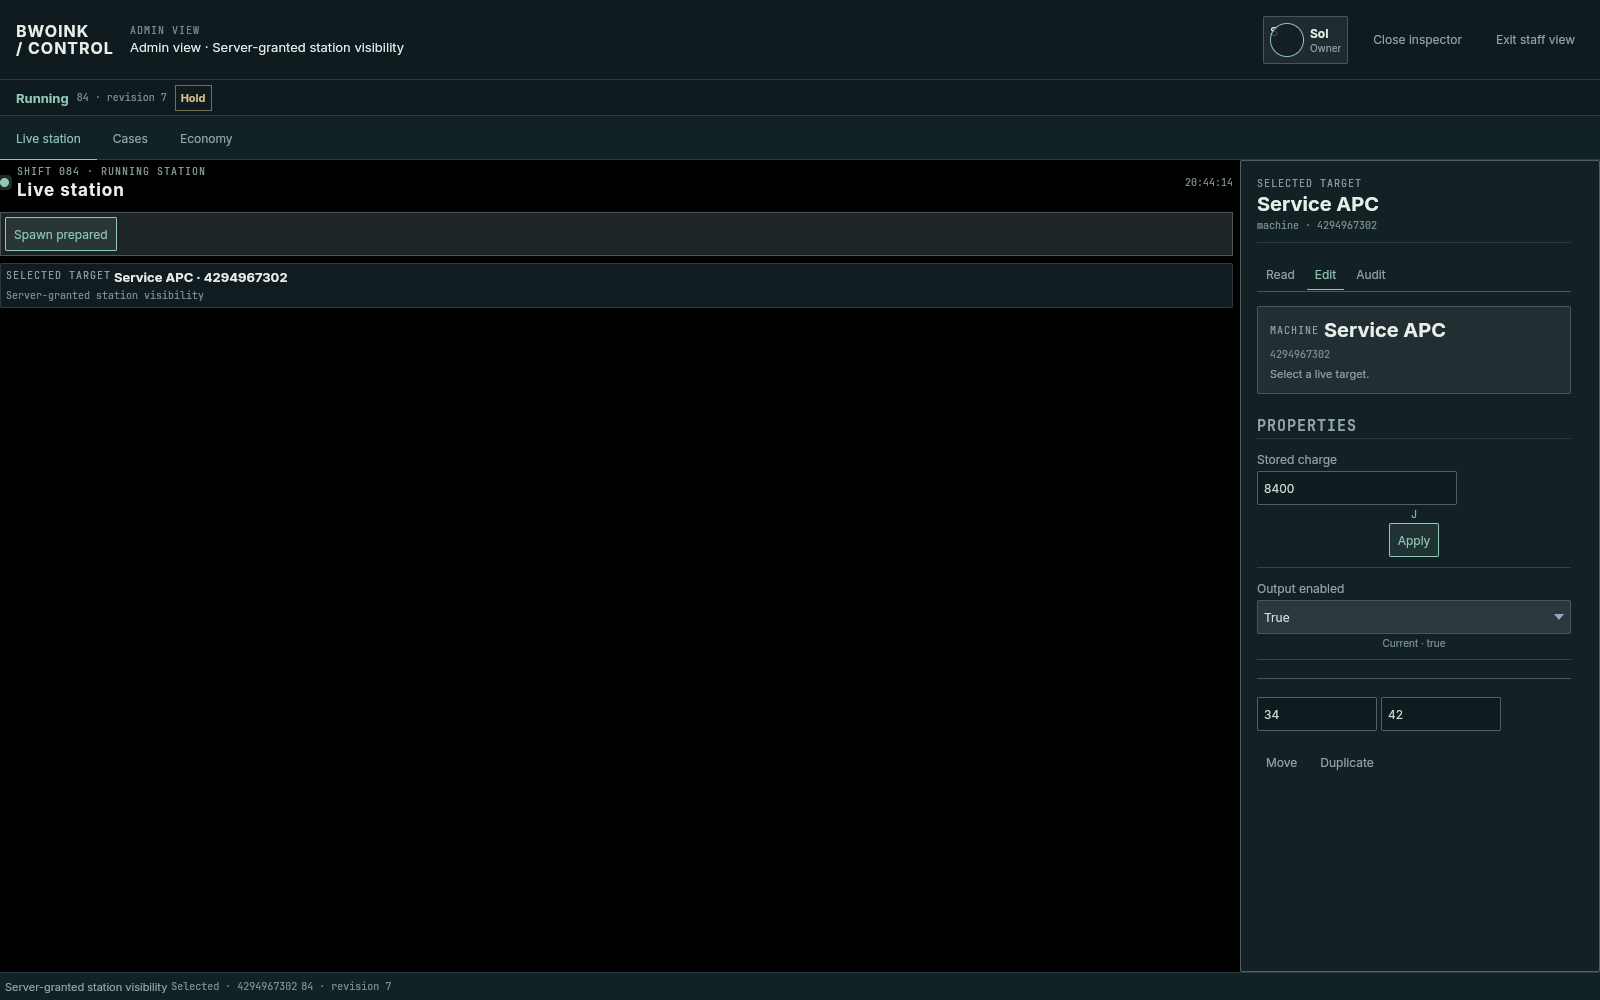 BWOINK
/ CONTROL
ADMIN VIEW
Admin view · Server-granted station visibility
Sol
Owner
Close inspector
Exit staff view
Running 84 · revision 7 Hold
Live station Cases Economy
SHIFT 084 · RUNNING STATION
Live station
20:44:14
Spawn prepared
SELECTED TARGET Service APC · 4294967302
Server-granted station visibility
SELECTED TARGET
Service APC
machine · 4294967302
Read Edit Audit
MACHINE Service APC
4294967302
Select a live target.
PROPERTIES
Stored charge
8400
J
Apply
Output enabled
True
Current · true
34 42
Move Duplicate
Server-granted station visibility Selected · 4294967302 84 · revision 7